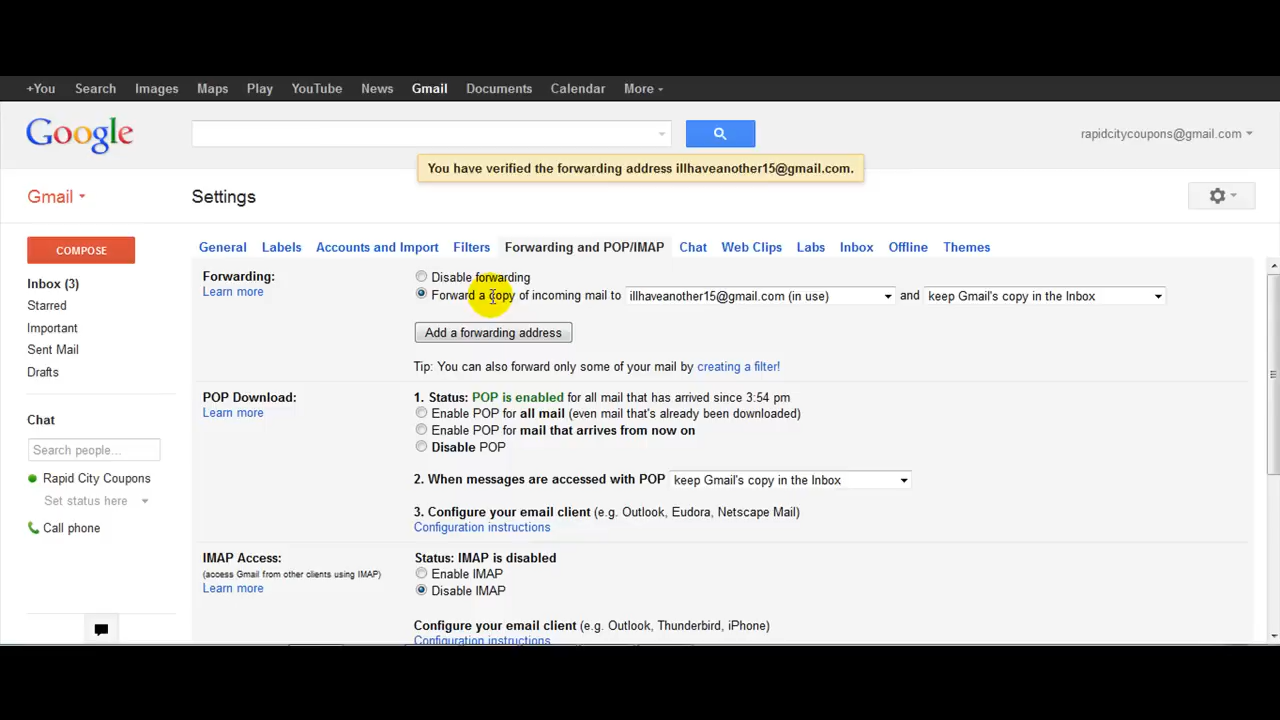 +You Search Images Maps Play YouTube News Gmail Documents Calendar More
Google
rapidcitycoupons@gmail.com
You have verified the forwarding address illhaveanother15@gmail.com.
Gmail
Settings
COMPOSE
General Labels Accounts and Import Filters Forwarding and POP/IMAP Chat Web Clips Labs Inbox Offline Themes
Inbox (3)
Starred
Important
Sent Mail
Drafts
Chat
Search people...
Rapid City Coupons
Set status here
Call phone
Forwarding:
Learn more
Disable forwarding
Forward a copy of incoming mail to illhaveanother15@gmail.com (in use) and keep Gmail's copy in the Inbox
Add a forwarding address
Tip: You can also forward only some of your mail by creating a filter!
POP Download:
Learn more
1. Status: POP is enabled for all mail that has arrived since 3:54 pm
Enable POP for all mail (even mail that's already been downloaded)
Enable POP for mail that arrives from now on
Disable POP
2. When messages are accessed with POP keep Gmail's copy in the Inbox
3. Configure your email client (e.g. Outlook, Eudora, Netscape Mail)
Configuration instructions
IMAP Access:
(access Gmail from other clients using IMAP)
Learn more
Status: IMAP is disabled
Enable IMAP
Disable IMAP
Configure your email client (e.g. Outlook, Thunderbird, iPhone)
Configuration instructions